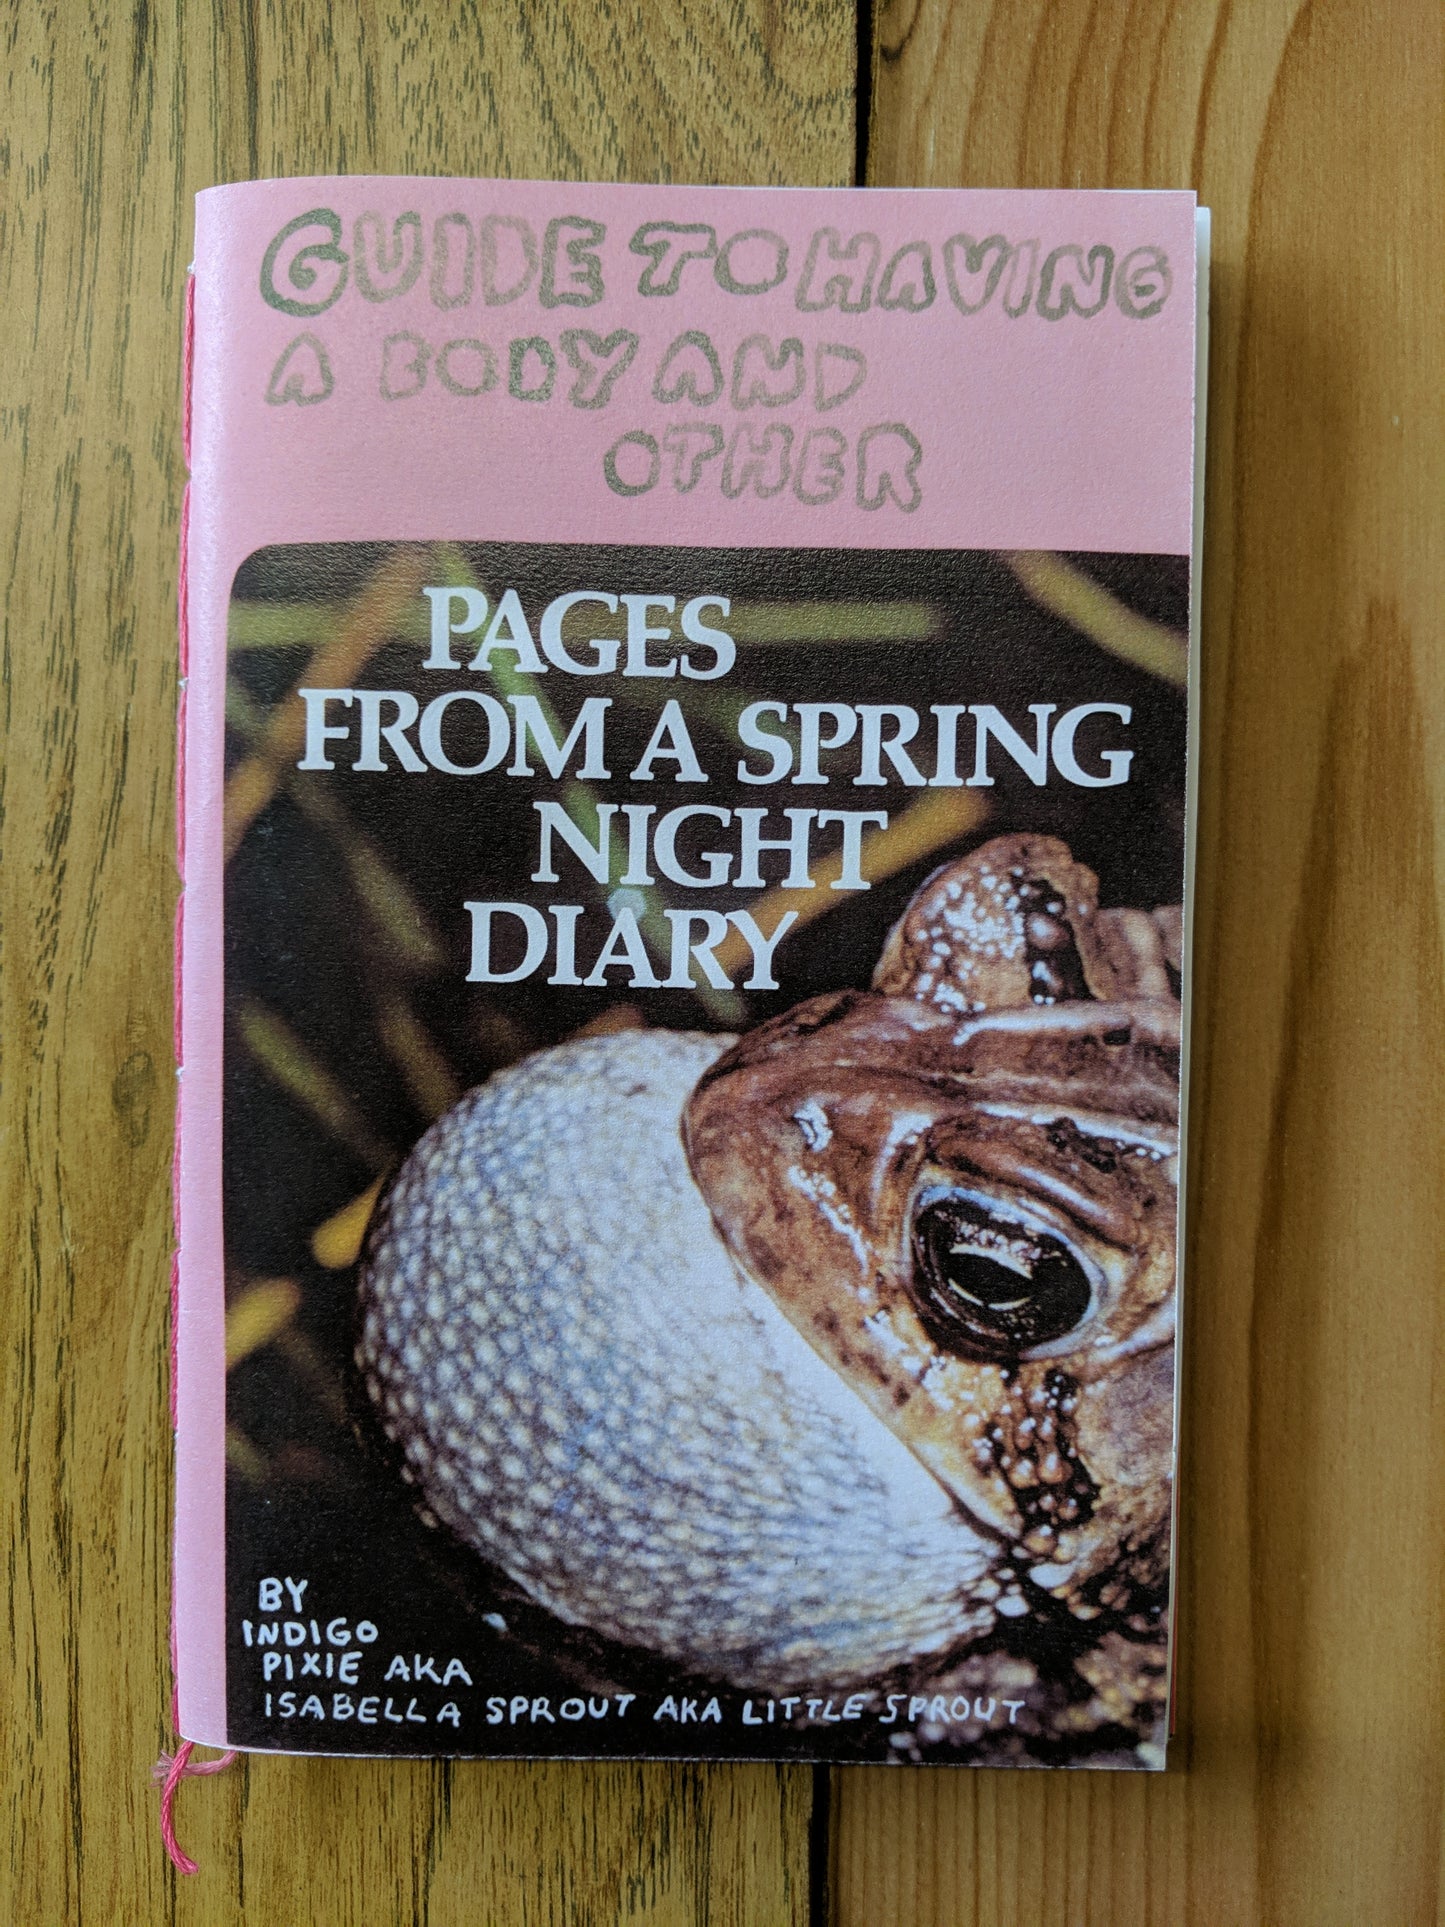 GUIDE TO HAVING
A BODY AND
OTHER
PAGES
FROM A SPRING
NIGHT
DIARY
BY
INDIGO
PIXIE AKA
ISABELLA SPROUT AKA LITTLE SPROUT